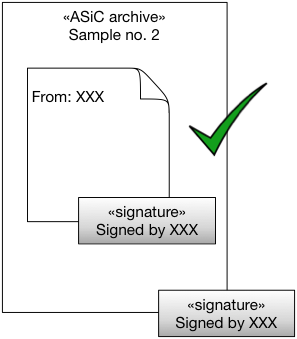 «ASiC archive»
Sample no. 2
From: XXX
«signature»
Signed by XXX
«signature»
Signed by XXX